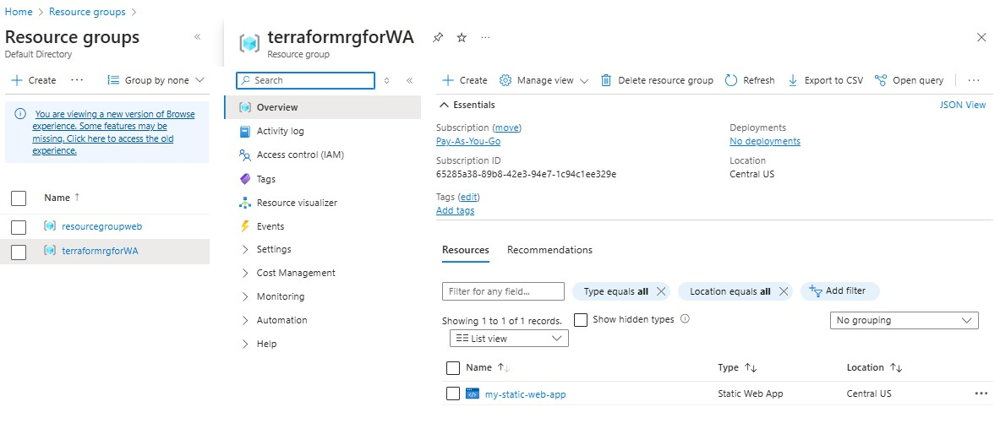 Home > Resource groups >
Resource groups «
Default Directory
+ Create ··· Group by none
You are viewing a new version of Browse
experience. Some features may be
missing. Click here to access the old
experience.
Name ↑
resourcegroupweb
terraformrgforWA
terraformrgforWA ···
Resource group
Search «
Overview
Activity log
Access control (IAM)
Tags
Resource visualizer
Events
Settings
Cost Management
Monitoring
Automation
Help
+ Create Manage view Delete resource group Refresh Export to CSV Open query ···
Essentials JSON View
Subscription (move)
Pay-As-You-Go
Subscription ID
65285a38-89b8-42e3-94e7-1c94c1ee329e
Tags (edit)
Add tags
Deployments
No deployments
Location
Central US
Resources Recommendations
Filter for any field... Type equals all Location equals all Add filter
Showing 1 to 1 of 1 records. Show hidden types No grouping
List view
Name ↑↓ Type ↑↓ Location ↑↓
my-static-web-app Static Web App Central US ···